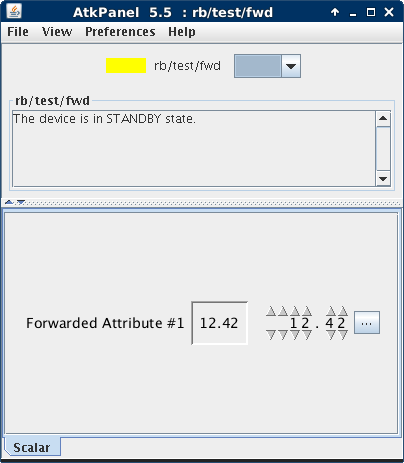 AtkPanel 5.5 : rb/test/fwd
File View Preferences Help
rb/test/fwd
rb/test/fwd
The device is in STANDBY state.
Forwarded Attribute #1 12.42 12.42 ...
Scalar